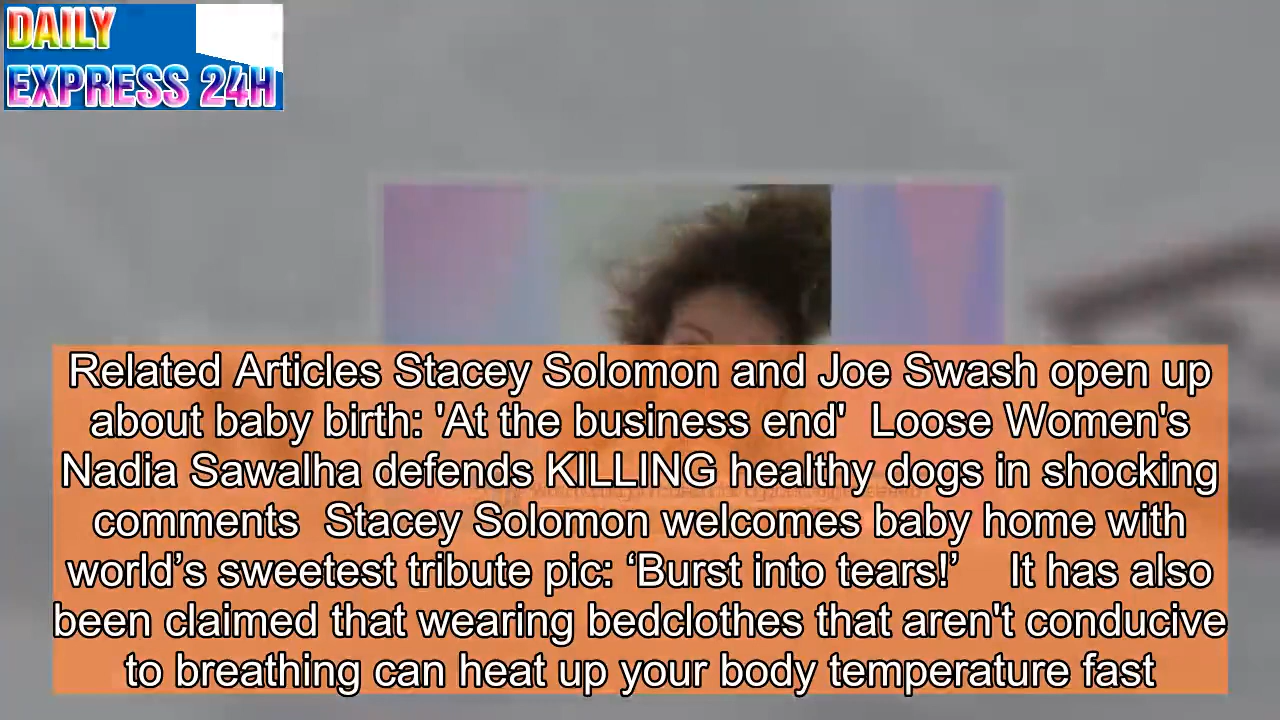 DAILY
EXPRESS 24H
Related Articles Stacey Solomon and Joe Swash open up
about baby birth: 'At the business end'  Loose Women's
Nadia Sawalha defends KILLING healthy dogs in shocking
comments  Stacey Solomon welcomes baby home with
world’s sweetest tribute pic: ‘Burst into tears!’     It has also
been claimed that wearing bedclothes that aren't conducive
to breathing can heat up your body temperature fast